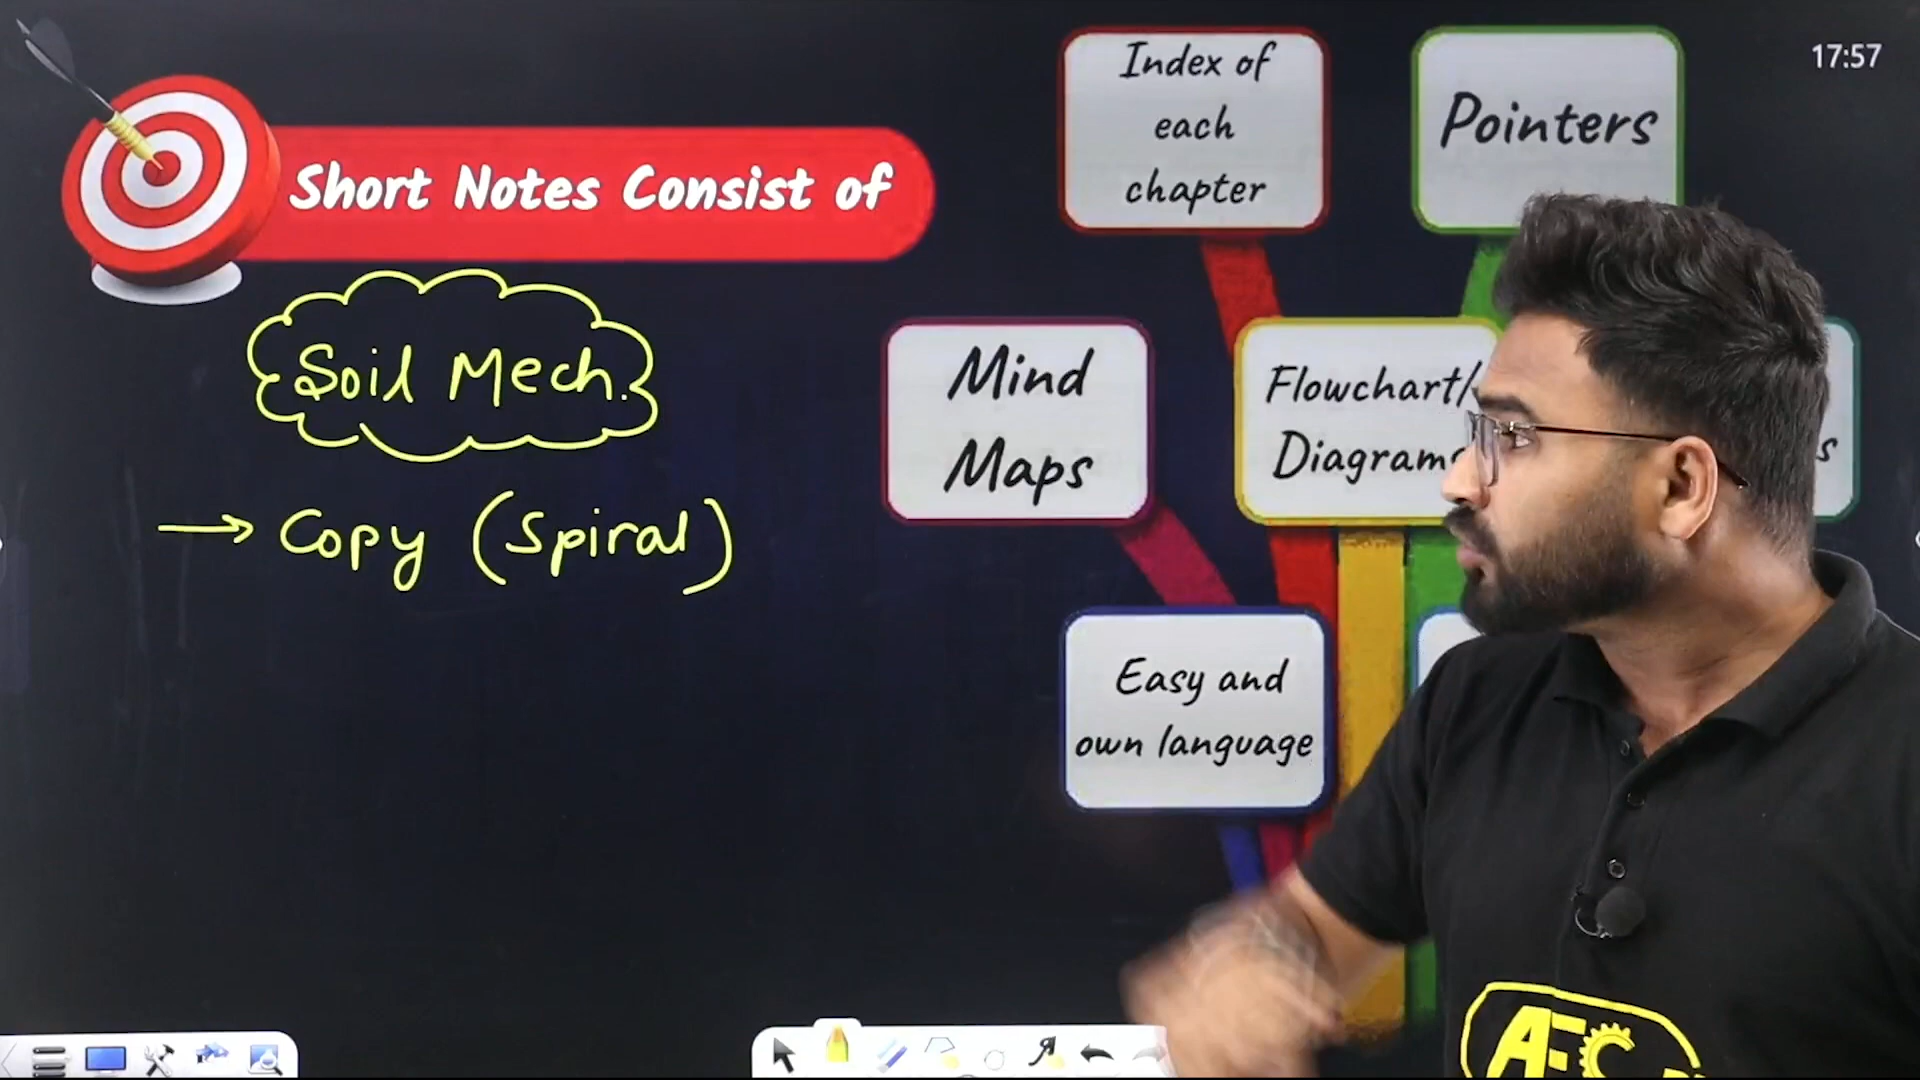 Short Notes Consist of
Index of
each
chapter
Pointers
17:57
Soil Mech.
Mind
Maps
Flowchart/
Diagrams
→ Copy (Spiral)
Easy and
own language